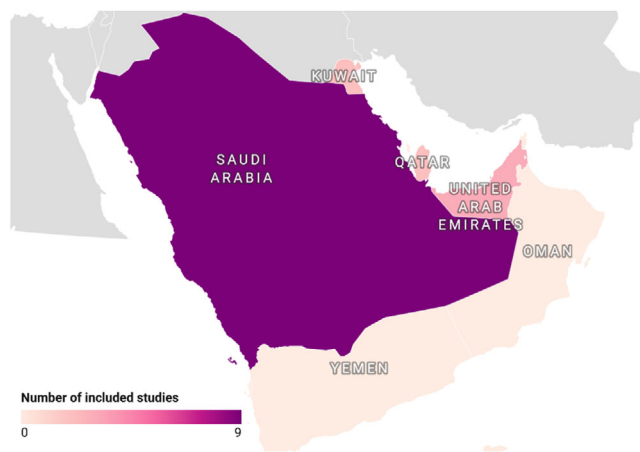 KUWAIT
SAUDI
ARABIA
QATAR
UNITED
ARAB
EMIRATES
OMAN
YEMEN
Number of included studies
0 9